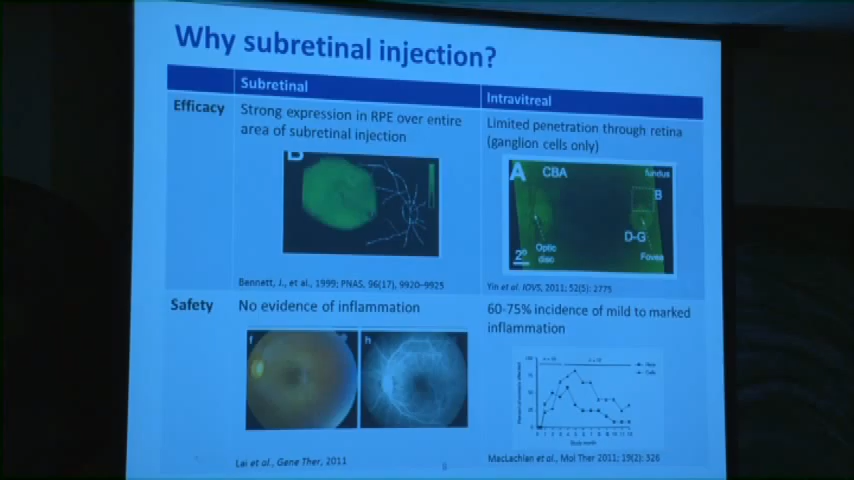 Why subretinal injection?
Subretinal
Intravitreal
Efficacy
Strong expression in RPE over entire
area of subretinal injection
Limited penetration through retina
(ganglion cells only)
B
A
CBA
fundus
B
D-G
Optic
disc
2°
Fovea
Bennett, J., et al., 1999; PNAS, 96(17), 9920-9925
Yin et al. IOVS, 2011; 52(5): 2775
Safety
No evidence of inflammation
60-75% incidence of mild to marked
inflammation
f
h
Lai et al., Gene Ther, 2011
MacLachlan et al., Mol Ther 2011; 19(2): 326